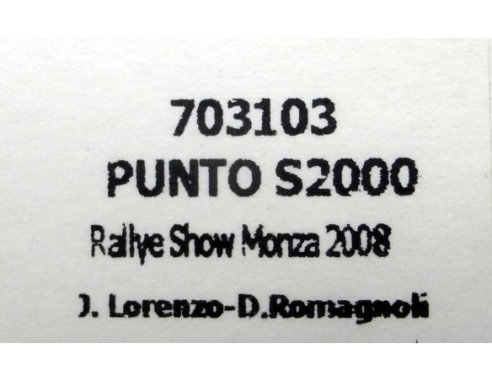 703103
PUNTO S2000
Rallye Show Monza 2008
J. Lorenzo-D.Romagnoli